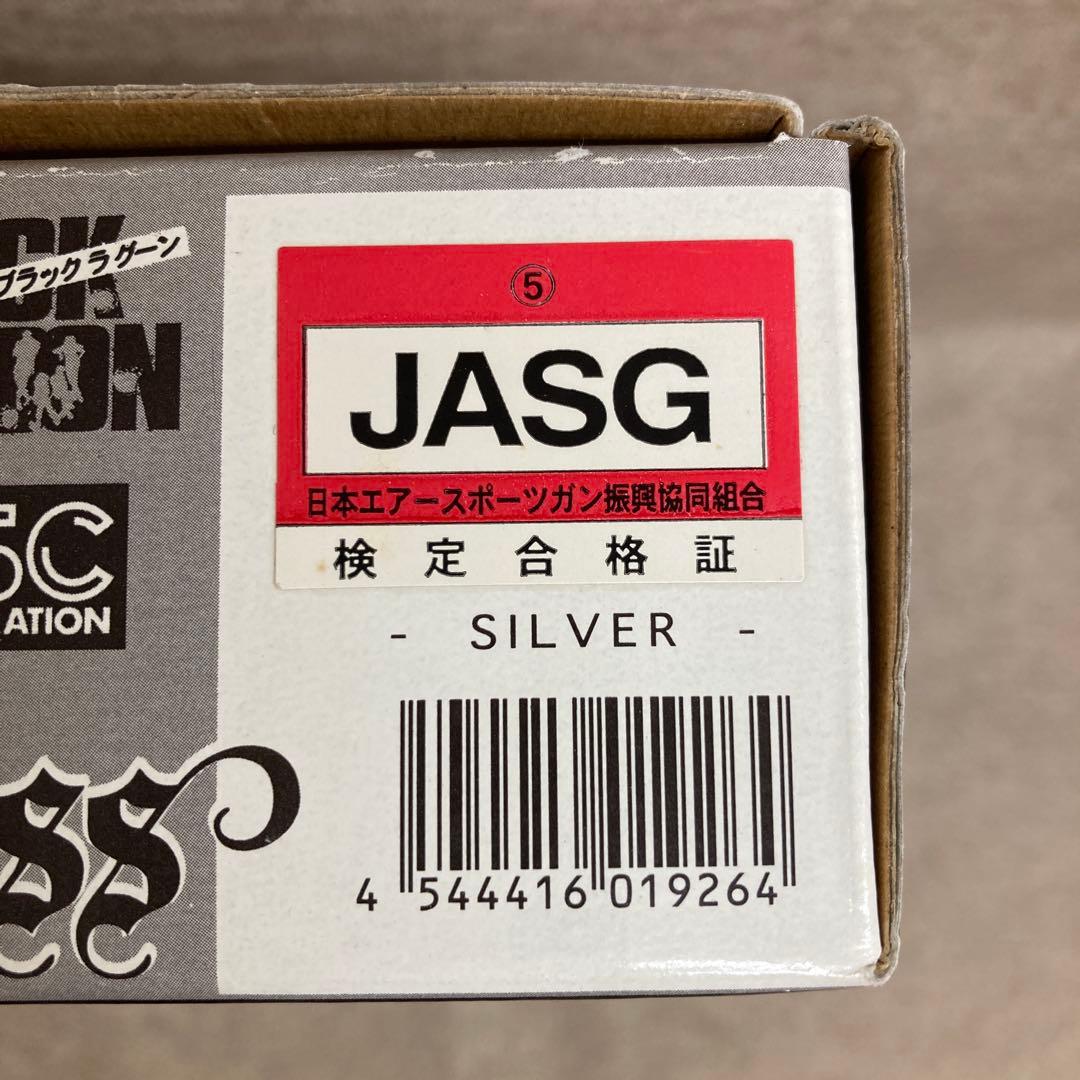 CK
ブラックラグーン
⑤
JASG
日本エアースポーツガン振興協同組合
検定合格証
- SILVER -
4 544416 019264